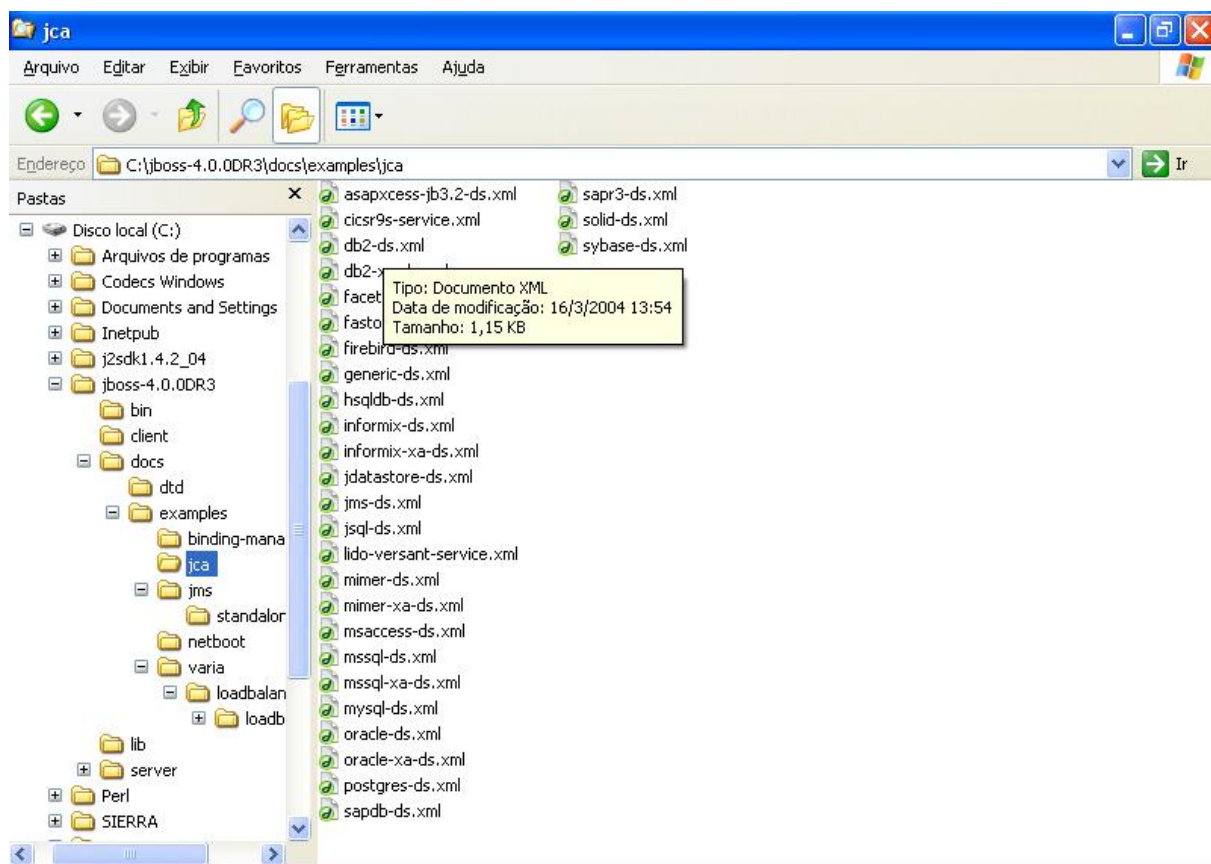 jca
Arquivo Editar Exibir Favoritos Ferramentas Ajuda
Endereço C:\jboss-4.0.0DR3\docs\examples\jca Ir
Pastas
Disco local (C:)
Arquivos de programas
Codecs Windows
Documents and Settings
Inetpub
j2sdk1.4.2_04
jboss-4.0.0DR3
bin
client
docs
dtd
examples
binding-mana
jca
jms
standalor
netboot
varia
loadbalan
loadb
lib
server
Perl
SIERRA
asapxcess-jb3.2-ds.xml
cicsr9s-service.xml
db2-ds.xml
db2-x
facet
fasto
firebird-ds.xml
generic-ds.xml
hsqldb-ds.xml
informix-ds.xml
informix-xa-ds.xml
jdatastore-ds.xml
jms-ds.xml
jsql-ds.xml
lido-versant-service.xml
mimer-ds.xml
mimer-xa-ds.xml
msaccess-ds.xml
mssql-ds.xml
mssql-xa-ds.xml
mysql-ds.xml
oracle-ds.xml
oracle-xa-ds.xml
postgres-ds.xml
sapdb-ds.xml
sapr3-ds.xml
solid-ds.xml
sybase-ds.xml
Tipo: Documento XML
Data de modificação: 16/3/2004 13:54
Tamanho: 1,15 KB